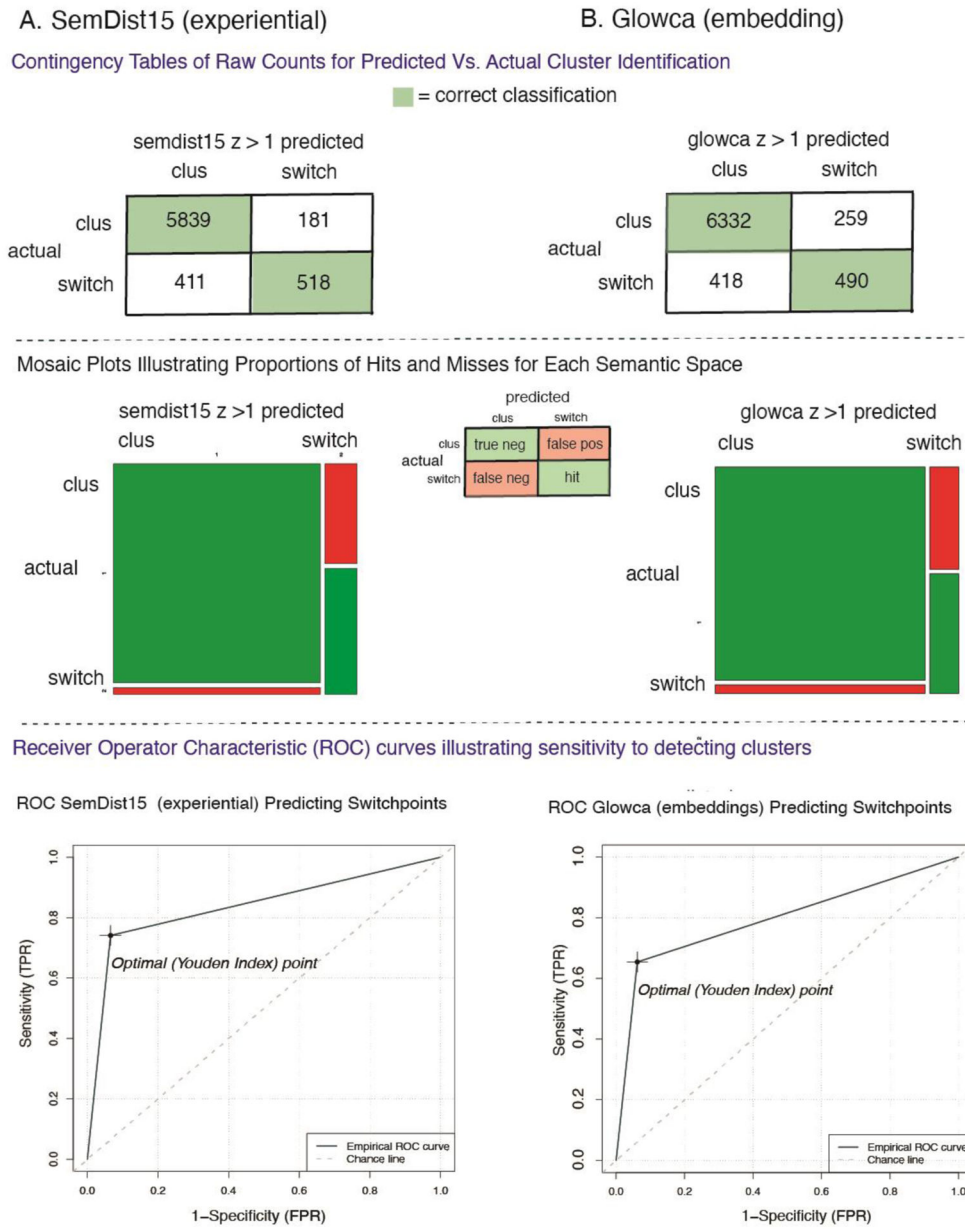 A. SemDist15 (experiential)
B. Glowca (embedding)
Contingency Tables of Raw Counts for Predicted Vs. Actual Cluster Identification
= correct classification
semdist15 z > 1 predicted
clus switch
clus 5839 181
actual
switch 411 518
glowca z > 1 predicted
clus switch
clus 6332 259
actual
switch 418 490
Mosaic Plots Illustrating Proportions of Hits and Misses for Each Semantic Space
semdist15 z >1 predicted
clus switch
clus
actual
switch
predicted
clus switch
clus true neg false pos
actual
switch false neg hit
glowca z >1 predicted
clus switch
clus
actual
switch
Receiver Operator Characteristic (ROC) curves illustrating sensitivity to detecting clusters
ROC SemDist15 (experiential) Predicting Switchpoints
Sensitivity (TPR)
1.0
0.8
0.6
0.4
0.2
0.0
Optimal (Youden Index) point
Empirical ROC curve
Chance line
0.0 0.2 0.4 0.6 0.8 1.0
1−Specificity (FPR)
ROC Glowca (embeddings) Predicting Switchpoints
Sensitivity (TPR)
1.0
0.8
0.6
0.4
0.2
0.0
Optimal (Youden Index) point
Empirical ROC curve
Chance line
0.0 0.2 0.4 0.6 0.8 1.0
1−Specificity (FPR)